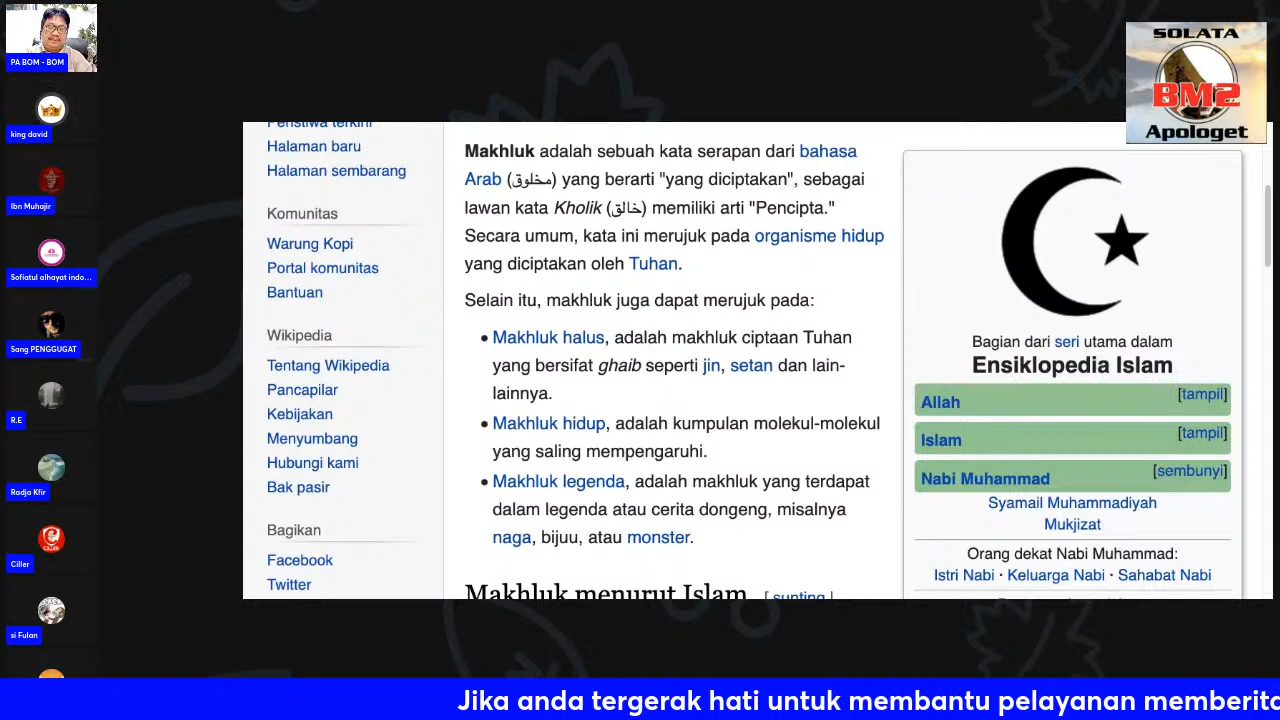 PA BOM - BOM
king david
Ibn Muhajir
Sofiatul alhayat indo...
Sang PENGGUGAT
R.E
Radja Kfir
Ciller
si Fulan
SOLATA
BM2
Apologet
Peristiwa terkini
Halaman baru
Halaman sembarang
Komunitas
Warung Kopi
Portal komunitas
Bantuan
Wikipedia
Tentang Wikipedia
Pancapilar
Kebijakan
Menyumbang
Hubungi kami
Bak pasir
Bagikan
Facebook
Twitter
Makhluk adalah sebuah kata serapan dari bahasa
Arab (مخلوق) yang berarti "yang diciptakan", sebagai
lawan kata Kholik (خالق) memiliki arti "Pencipta."
Secara umum, kata ini merujuk pada organisme hidup
yang diciptakan oleh Tuhan.
Selain itu, makhluk juga dapat merujuk pada:
• Makhluk halus, adalah makhluk ciptaan Tuhan
yang bersifat ghaib seperti jin, setan dan lain-
lainnya.
• Makhluk hidup, adalah kumpulan molekul-molekul
yang saling mempengaruhi.
• Makhluk legenda, adalah makhluk yang terdapat
dalam legenda atau cerita dongeng, misalnya
naga, bijuu, atau monster.
Makhluk menurut Islam [ sunting ]
Bagian dari seri utama dalam
Ensiklopedia Islam
Allah [tampil]
Islam [tampil]
Nabi Muhammad [sembunyi]
Syamail Muhammadiyah
Mukjizat
Orang dekat Nabi Muhammad:
Istri Nabi · Keluarga Nabi · Sahabat Nabi
Jika anda tergerak hati untuk membantu pelayanan memberita